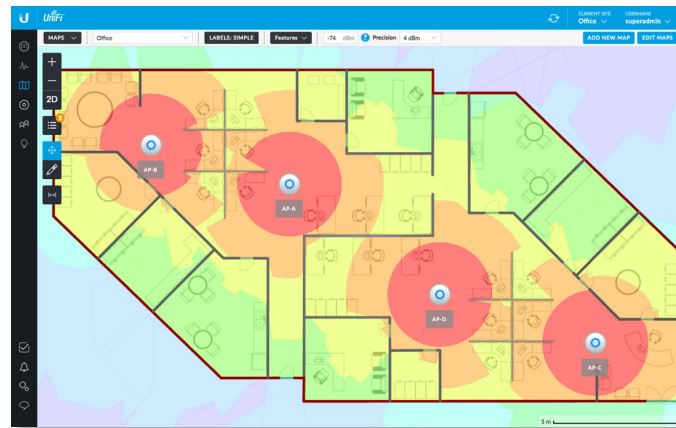 U UniFi
CURRENT SITE
Office
USERNAME
superadmin
MAPS
Office
LABELS: SIMPLE
Features
-74 dBm
? Precision 4 dBm
ADD NEW MAP
EDIT MAPS
+
−
2D
2
AP-B
AP-A
AP-D
AP-C
5 m